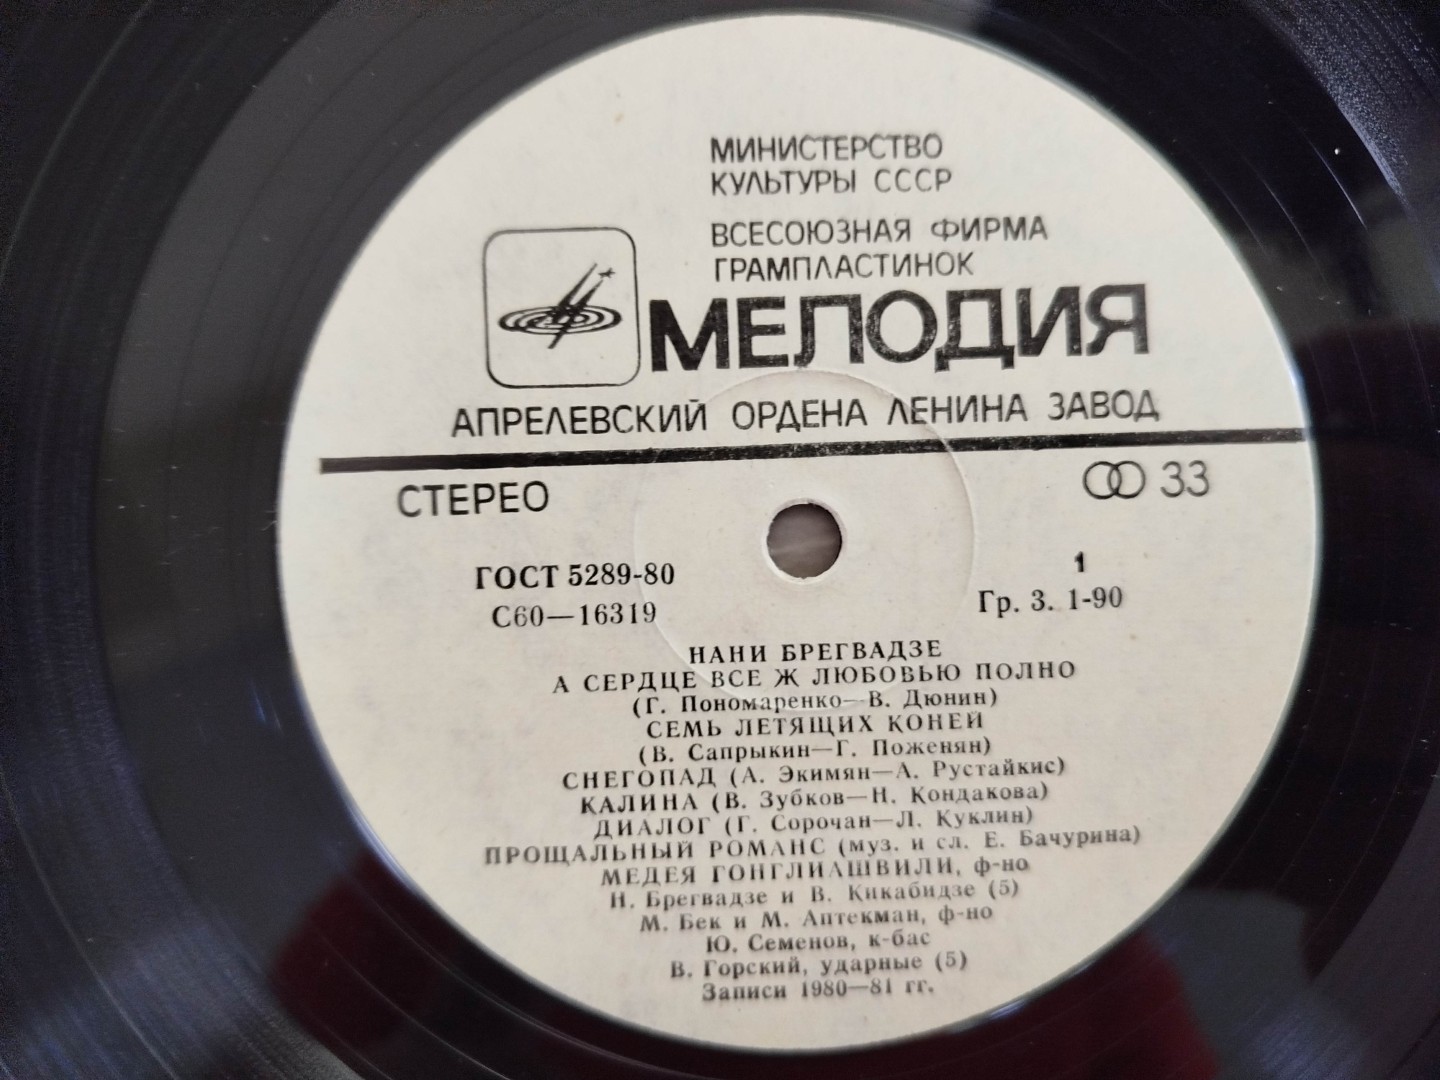 МИНИСТЕРСТВО
КУЛЬТУРЫ СССР
ВСЕСОЮЗНАЯ ФИРМА
ГРАМПЛАСТИНОК
МЕЛОДИЯ
АПРЕЛЕВСКИЙ ОРДЕНА ЛЕНИНА ЗАВОД
СТЕРЕО
33
ГОСТ 5289-80
1
С60—16319
Гр. 3. 1-90
НАНИ БРЕГВАДЗЕ
А СЕРДЦЕ ВСЕ Ж ЛЮБОВЬЮ ПОЛНО
(Г. Пономаренко—В. Дюнин)
СЕМЬ ЛЕТЯЩИХ КОНЕЙ
(В. Сапрыкин—Г. Поженян)
СНЕГОПАД (А. Экимян—А. Рустайкис)
КАЛИНА (В. Зубков—Н. Кондакова)
ДИАЛОГ (Г. Сорочан—Л. Куклин)
ПРОЩАЛЬНЫЙ РОМАНС (муз. и сл. Е. Бачурина)
МЕДЕЯ ГОНГЛИАШВИЛИ, ф-но
Н. Брегвадзе и В. Кикабидзе (5)
М. Бек и М. Аптекман, ф-но
Ю. Семенов, к-бас
В. Горский, ударные (5)
Записи 1980—81 гг.